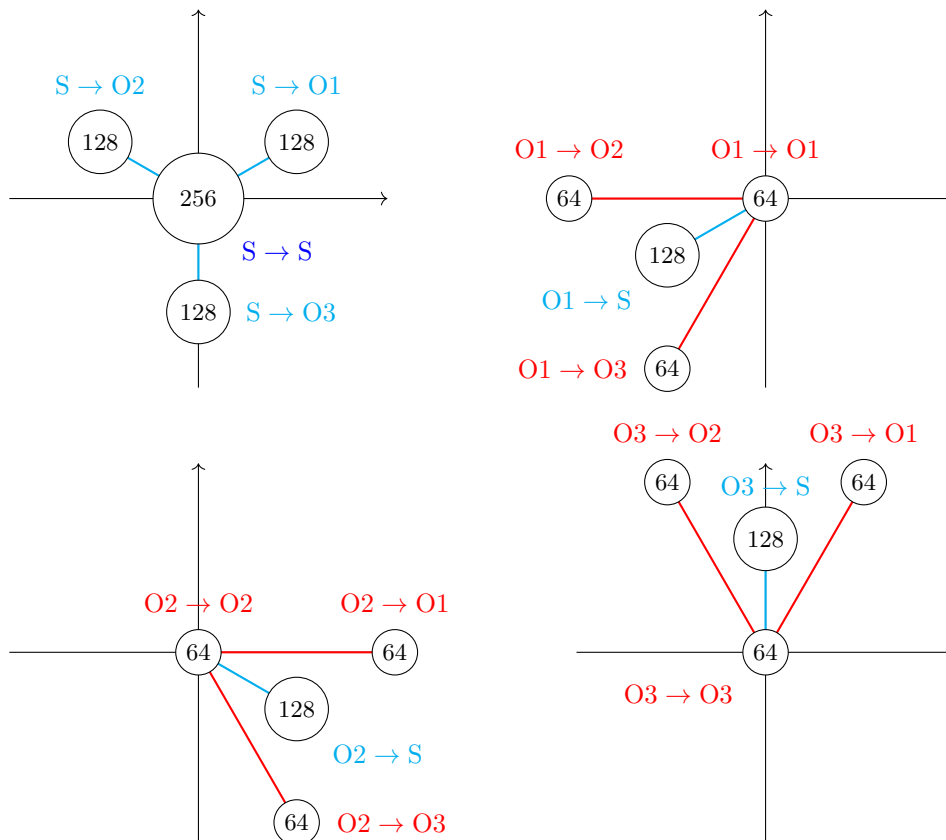 S → O2
S → O1
128
128
256
S → S
128
S → O3
O1 → O2
O1 → O1
64
64
128
O1 → S
O1 → O3
64
O2 → O2
O2 → O1
64
64
128
O2 → S
64
O2 → O3
O3 → O2
O3 → O1
64
O3 → S
64
128
64
O3 → O3